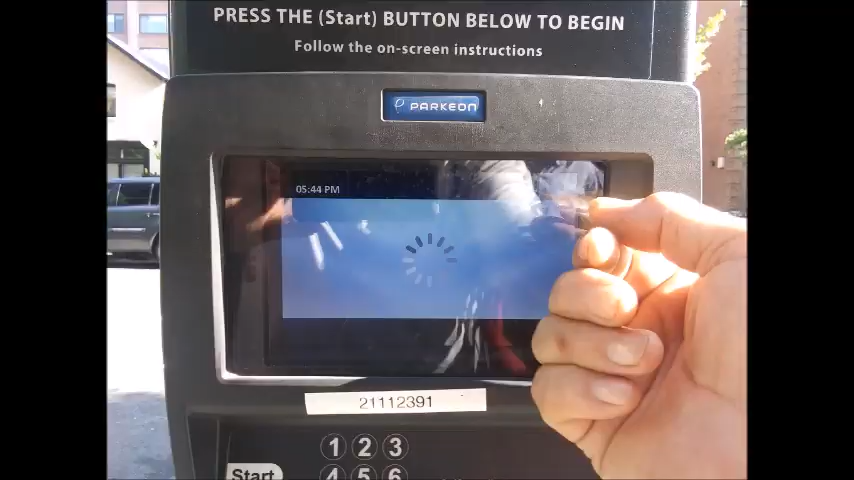 PRESS THE (Start) BUTTON BELOW TO BEGIN
Follow the on-screen instructions
PARKEON
05:44 PM
21112391
1 2 3
Start
4 5 6